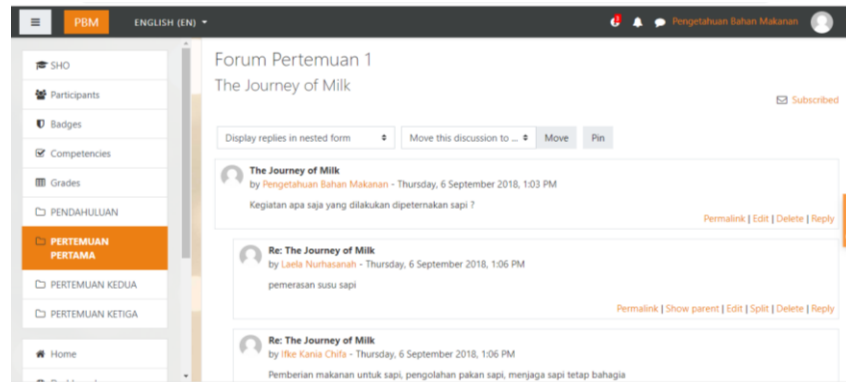 PBM ENGLISH (EN) Pengetahuan Bahan Makanan
SHO
Participants
Badges
Competencies
Grades
PENDAHULUAN
PERTEMUAN
PERTAMA
PERTEMUAN KEDUA
PERTEMUAN KETIGA
Home
Forum Pertemuan 1
The Journey of Milk
Subscribed
Display replies in nested form Move this discussion to ... Move Pin
The Journey of Milk
by Pengetahuan Bahan Makanan - Thursday, 6 September 2018, 1:03 PM
Kegiatan apa saja yang dilakukan dipeternakan sapi ?
Permalink | Edit | Delete | Reply
Re: The Journey of Milk
by Laela Nurhasanah - Thursday, 6 September 2018, 1:06 PM
pemerasan susu sapi
Permalink | Show parent | Edit | Split | Delete | Reply
Re: The Journey of Milk
by Ifke Kania Chifa - Thursday, 6 September 2018, 1:06 PM
Pemberian makanan untuk sapi, pengolahan pakan sapi, menjaga sapi tetap bahagia